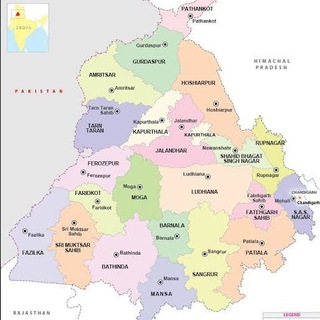 PATHANKOT
Pathankot
INDIA
Gurdaspur
GURDASPUR
HIMACHAL
PRADESH
PAKISTAN
AMRITSAR
Amritsar
HOSHIARPUR
Hoshiarpur
Tarn Taran
Sahib
TARN
TARAN
Kapurthala
KAPURTHALA
Jalandhar
KAPURTHALA
JALANDHAR
Nawanshahr
SHAHID BHAGAT
SINGH NAGAR
RUPNAGAR
Rupnagar
FEROZEPUR
Ferozepur
Moga
MOGA
Ludhiana
LUDHIANA
Fatehgarh
Sahib
FATEHGARH
SAHIB
CHANDIGARH
Chandigarh
Mohali
S.A.S.
NAGAR
FARIDKOT
Faridkot
Fazilka
FAZILKA
Sri Muktsar
Sahib
SRI MUKTSAR
SAHIB
BARNALA
Barnala
Bathinda
BATHINDA
Sangrur
SANGRUR
Patiala
PATIALA
Mansa
MANSA
RAJASTHAN
LEGEND